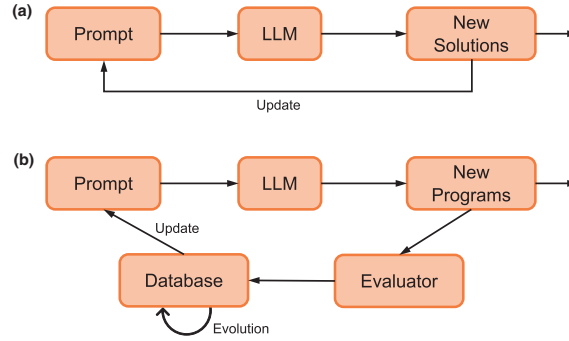 (a)
Prompt
LLM
New
Solutions
Update
(b)
Prompt
LLM
New
Programs
Update
Database
Evaluator
Evolution